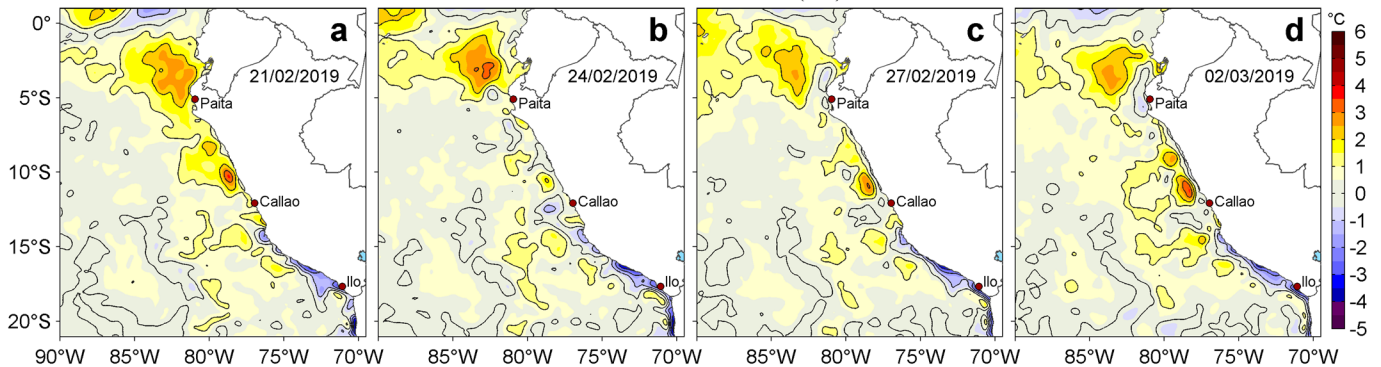 a
b
c
d
0°
5°S
10°S
15°S
20°S
21/02/2019
24/02/2019
27/02/2019
02/03/2019
Paita
Paita
Paita
Paita
Callao
Callao
Callao
Callao
Ilo
Ilo
Ilo
Ilo
90°W 85°W 80°W 75°W 70°W
85°W 80°W 75°W 70°W
85°W 80°W 75°W 70°W
85°W 80°W 75°W 70°W
°C
6
5
4
3
2
1
0
-1
-2
-3
-4
-5